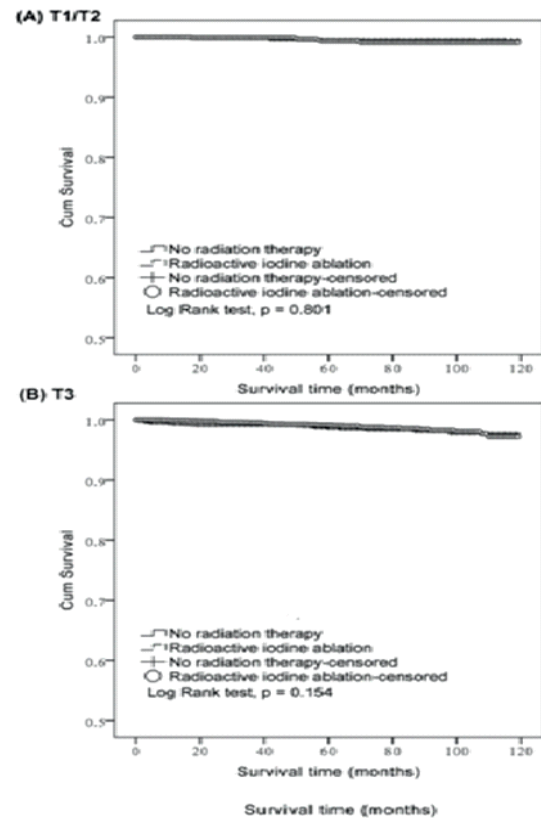 (A) T1/T2
1.0
0.9
0.8
0.7
0.6
0.5
Cum Survival
No radiation therapy
Radioactive iodine ablation
No radiation therapy-censored
Radioactive iodine ablation-censored
Log Rank test, p = 0.801
0 20 40 60 80 100 120
Survival time (months)
(B) T3
1.0
0.9
0.8
0.7
0.6
0.5
Cum Survival
No radiation therapy
Radioactive iodine ablation
No radiation therapy-censored
Radioactive iodine ablation-censored
Log Rank test, p = 0.154
0 20 40 60 80 100 120
Survival time (months)
Survival time (months)